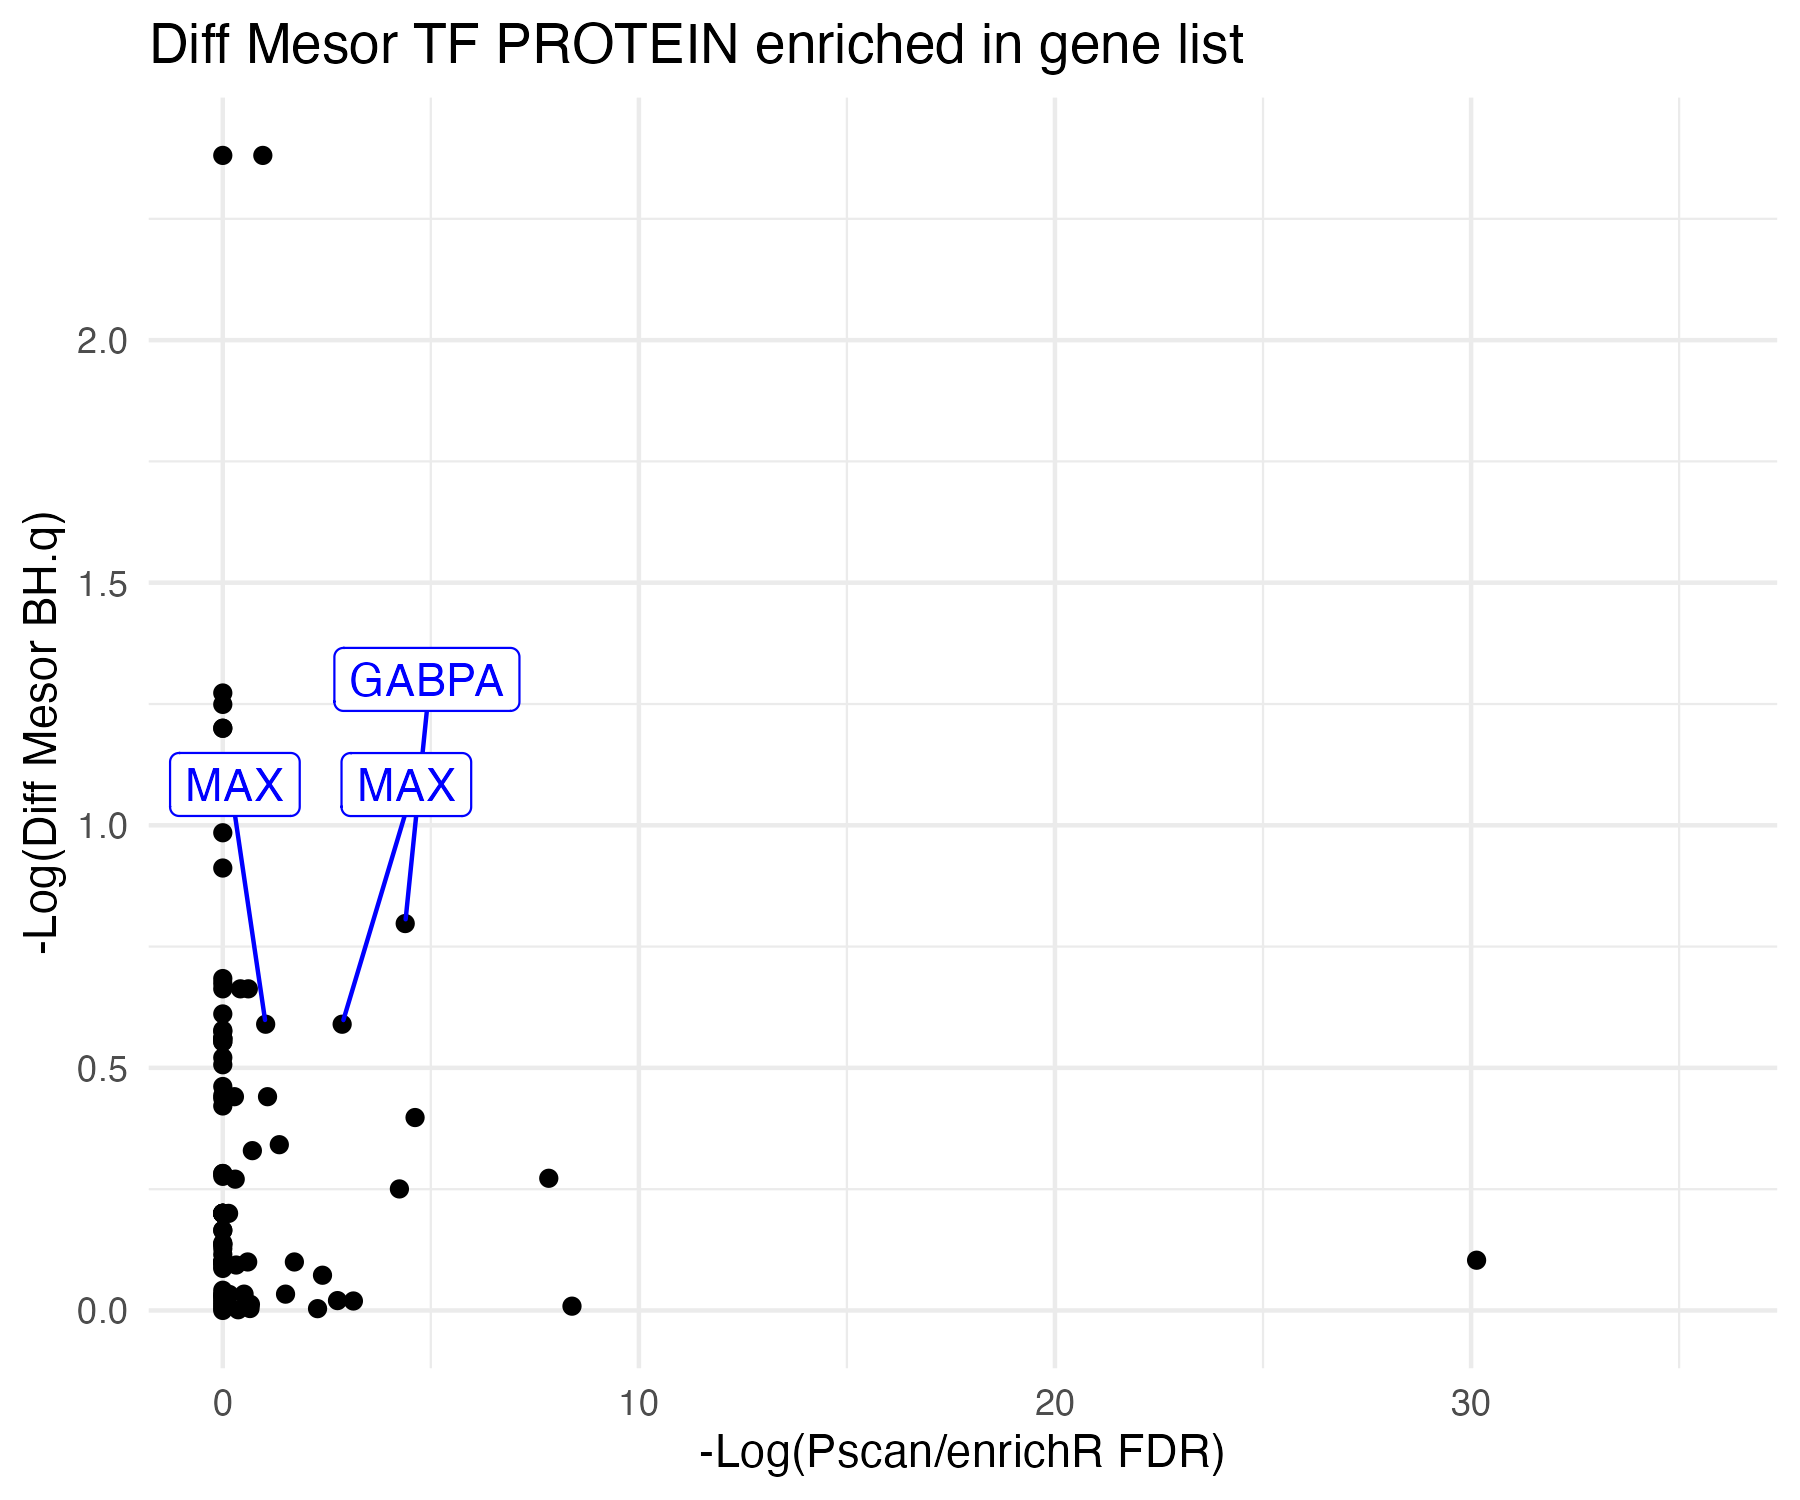 Diff Mesor TF PROTEIN enriched in gene list
-Log(Diff Mesor BH.q)
2.0
1.5
1.0
0.5
0.0
GABPA
MAX
MAX
0
10
20
30
-Log(Pscan/enrichR FDR)